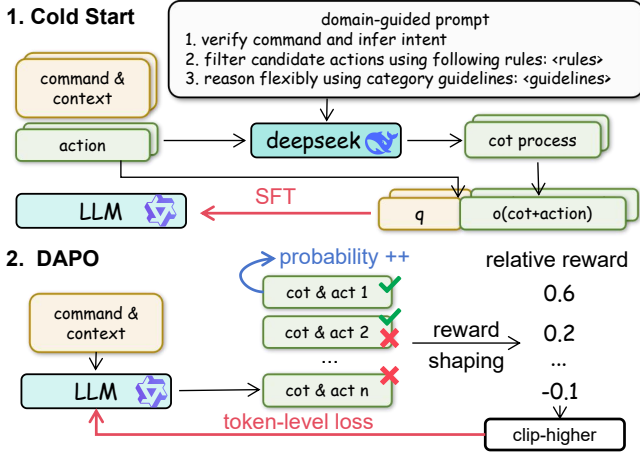 1. Cold Start
domain-guided prompt
1. verify command and infer intent
2. filter candidate actions using following rules: <rules>
3. reason flexibly using category guidelines: <guidelines>
command &
context
action
deepseek
cot process
SFT
LLM
q
o(cot+action)
2. DAPO
probability ++
relative reward
command &
context
cot & act 1
0.6
cot & act 2
reward
shaping
0.2
...
...
LLM
cot & act n
-0.1
token-level loss
clip-higher